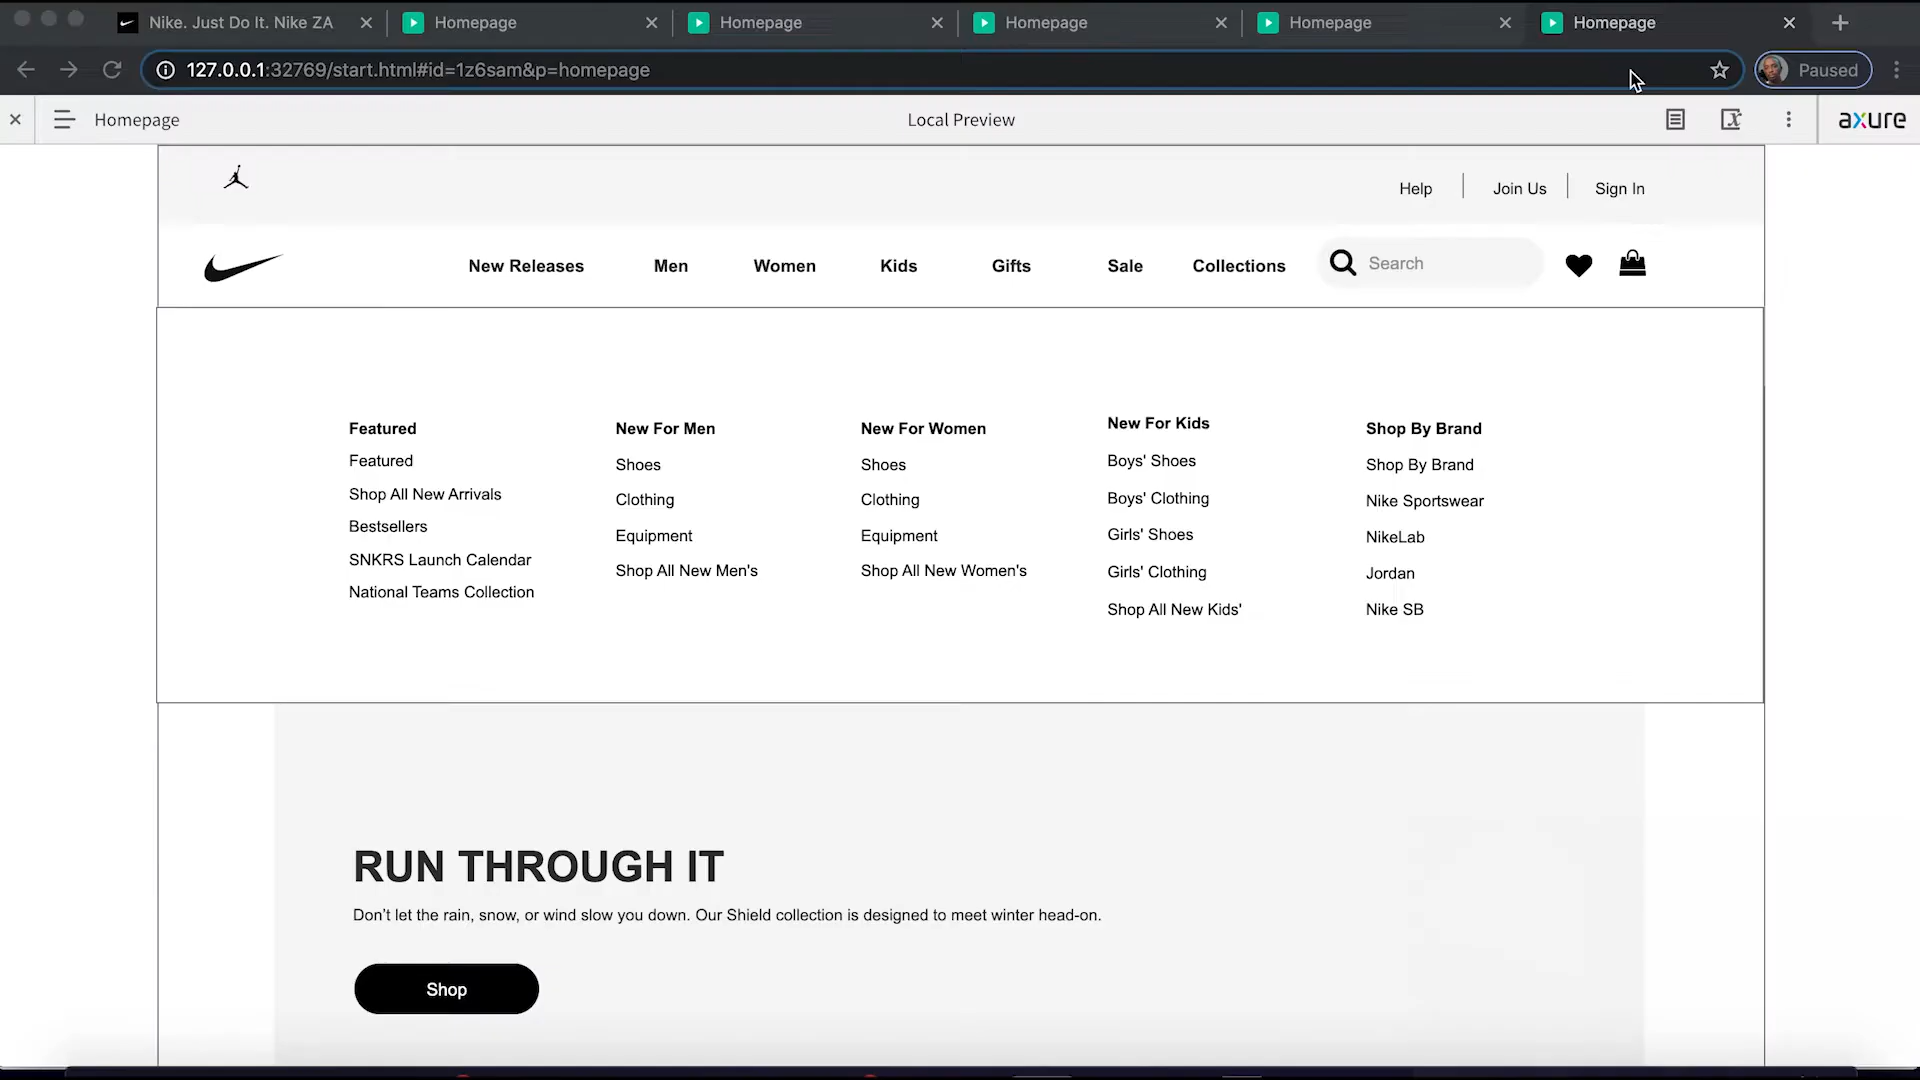 Nike. Just Do It. Nike ZA
Homepage
Homepage
Homepage
Homepage
Homepage
127.0.0.1:32769/start.html#id=1z6sam&p=homepage
Paused
Homepage
Local Preview
axure
Help
Join Us
Sign In
New Releases
Men
Women
Kids
Gifts
Sale
Collections
Search
Featured
Featured
Shop All New Arrivals
Bestsellers
SNKRS Launch Calendar
National Teams Collection
New For Men
Shoes
Clothing
Equipment
Shop All New Men's
New For Women
Shoes
Clothing
Equipment
Shop All New Women's
New For Kids
Boys' Shoes
Boys' Clothing
Girls' Shoes
Girls' Clothing
Shop All New Kids'
Shop By Brand
Shop By Brand
Nike Sportswear
NikeLab
Jordan
Nike SB
RUN THROUGH IT
Don't let the rain, snow, or wind slow you down. Our Shield collection is designed to meet winter head-on.
Shop